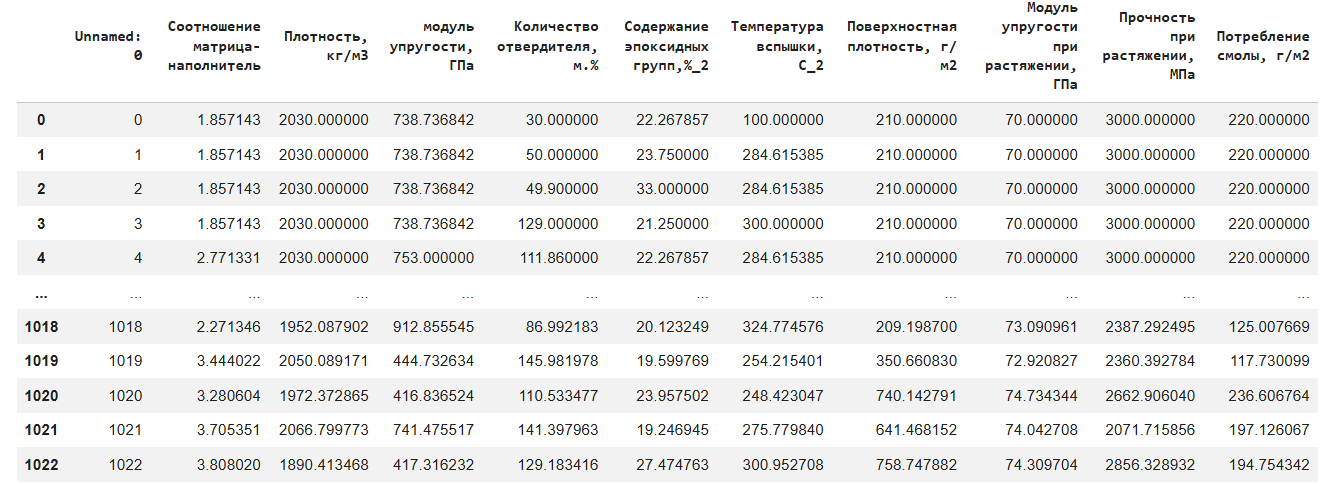 Unnamed: 0 Соотношение матрица-наполнитель Плотность, кг/м3 модуль упругости, ГПа Количество отвердителя, м.% Содержание эпоксидных групп,%_2 Температура вспышки, С_2 Поверхностная плотность, г/м2 Модуль упругости при растяжении, ГПа Прочность при растяжении, МПа Потребление смолы, г/м2
0 0 1.857143 2030.000000 738.736842 30.000000 22.267857 100.000000 210.000000 70.000000 3000.000000 220.000000
1 1 1.857143 2030.000000 738.736842 50.000000 23.750000 284.615385 210.000000 70.000000 3000.000000 220.000000
2 2 1.857143 2030.000000 738.736842 49.900000 33.000000 284.615385 210.000000 70.000000 3000.000000 220.000000
3 3 1.857143 2030.000000 738.736842 129.000000 21.250000 300.000000 210.000000 70.000000 3000.000000 220.000000
4 4 2.771331 2030.000000 753.000000 111.860000 22.267857 284.615385 210.000000 70.000000 3000.000000 220.000000
... ... ... ... ... ... ... ... ... ... ... ...
1018 1018 2.271346 1952.087902 912.855545 86.992183 20.123249 324.774576 209.198700 73.090961 2387.292495 125.007669
1019 1019 3.444022 2050.089171 444.732634 145.981978 19.599769 254.215401 350.660830 72.920827 2360.392784 117.730099
1020 1020 3.280604 1972.372865 416.836524 110.533477 23.957502 248.423047 740.142791 74.734344 2662.906040 236.606764
1021 1021 3.705351 2066.799773 741.475517 141.397963 19.246945 275.779840 641.468152 74.042708 2071.715856 197.126067
1022 1022 3.808020 1890.413468 417.316232 129.183416 27.474763 300.952708 758.747882 74.309704 2856.328932 194.754342